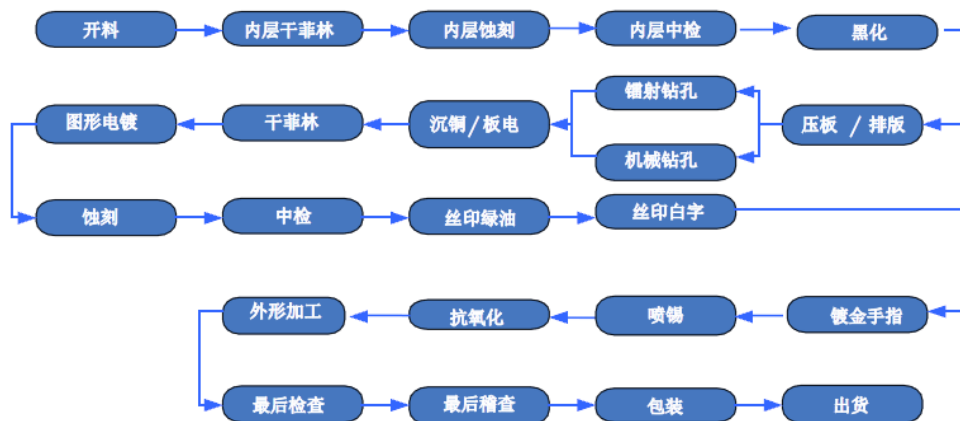 开料
内层干菲林
内层蚀刻
内层中检
黑化
压板 / 排版
镭射钻孔
机械钻孔
沉铜/板电
干菲林
图形电镀
蚀刻
中检
丝印绿油
丝印白字
镀金手指
喷锡
抗氧化
外形加工
最后检查
最后稽查
包装
出货